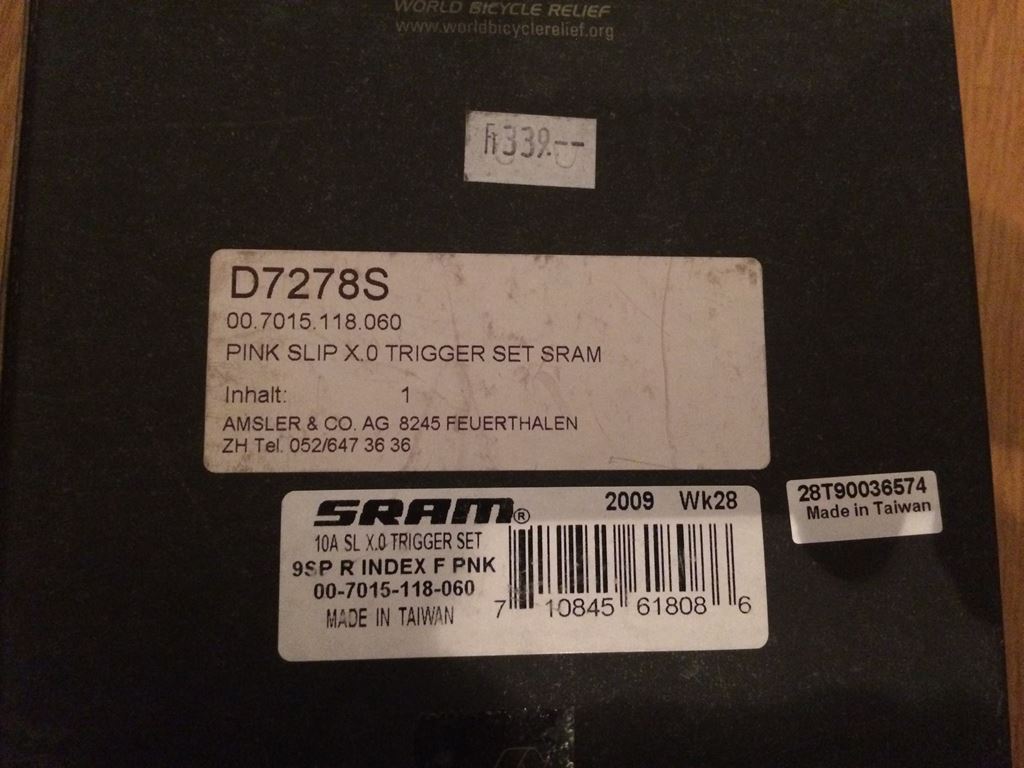 WORLD BICYCLE RELIEF
www.worldbicyclerelief.org
fr 339.--
D7278S
00.7015.118.060
PINK SLIP X.0 TRIGGER SET SRAM
Inhalt: 1
AMSLER & CO. AG 8245 FEUERTHALEN
ZH Tel. 052/647 36 36
SRAM® 2009 Wk28
10A SL X.0 TRIGGER SET
9SP R INDEX F PNK
00-7015-118-060
MADE IN TAIWAN
7 10845 61808 6
28T90036574
Made in Taiwan